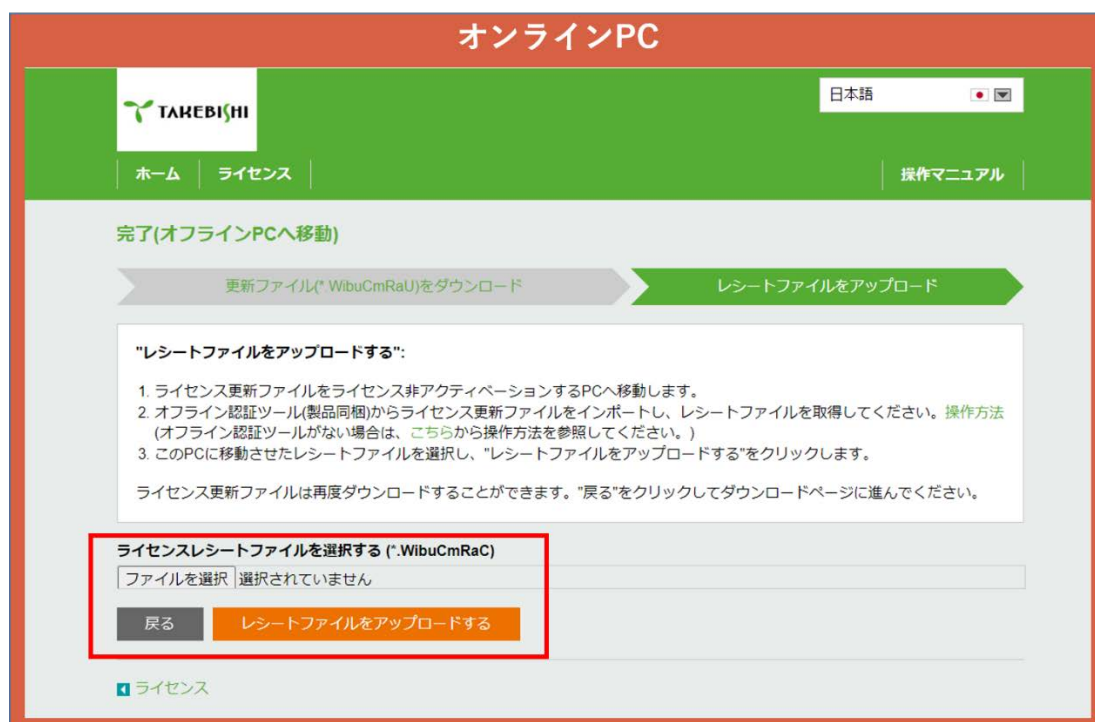 オンラインPC
TAKEBISHI
日本語
ホーム
ライセンス
操作マニュアル
完了(オフラインPCへ移動)
更新ファイル(*.WibuCmRaU)をダウンロード
レシートファイルをアップロード
"レシートファイルをアップロードする":
1. ライセンス更新ファイルをライセンス非アクティベーションするPCへ移動します。
2. オフライン認証ツール(製品同梱)からライセンス更新ファイルをインポートし、レシートファイルを取得してください。操作方法
(オフライン認証ツールがない場合は、こちらから操作方法を参照してください。)
3. このPCに移動させたレシートファイルを選択し、"レシートファイルをアップロードする"をクリックします。
ライセンス更新ファイルは再度ダウンロードすることができます。"戻る"をクリックしてダウンロードページに進んでください。
ライセンスレシートファイルを選択する (*.WibuCmRaC)
ファイルを選択 選択されていません
戻る
レシートファイルをアップロードする
ライセンス